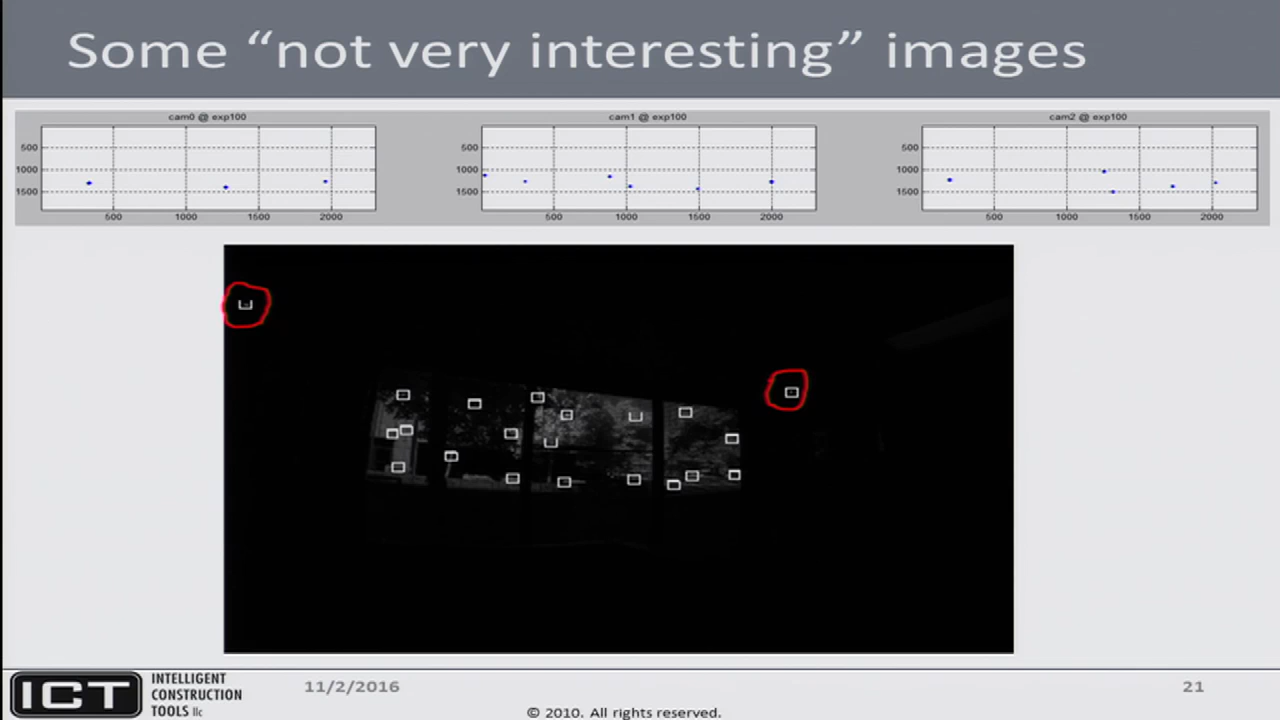 Some “not very interesting” images
cam0 @ exp100
500
1000
1500
500
1000
1500
2000
cam1 @ exp100
500
1000
1500
500
1000
1500
2000
cam2 @ exp100
500
1000
1500
500
1000
1500
2000
ICT
INTELLIGENT
CONSTRUCTION
TOOLS llc
11/2/2016
© 2010. All rights reserved.
21